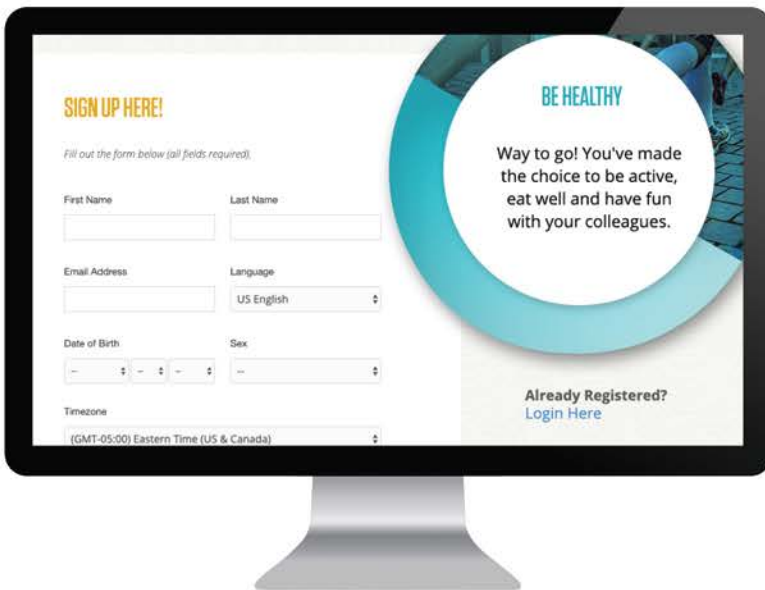 SIGN UP HERE!
Fill out the form below (all fields required).
First Name
Last Name
Email Address
Language
US English
Date of Birth
Sex
--
--
--
--
Timezone
(GMT-05:00) Eastern Time (US & Canada)
BE HEALTHY
Way to go! You've made
the choice to be active,
eat well and have fun
with your colleagues.
Already Registered?
Login Here